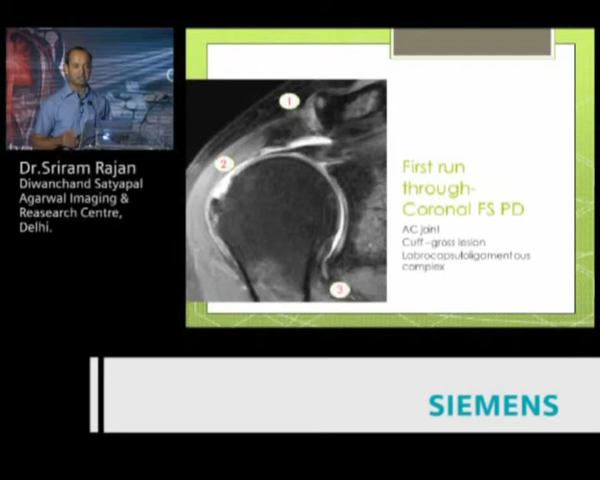 Dr.Sriram Rajan
Diwanchand Satyapal
Agarwal Imaging &
Reasearch Centre,
Delhi.
1
2
3
First run
through-
Coronal FS PD
AC joint
Cuff –gross lesion
Labrocapsuloligamentous
complex
SIEMENS